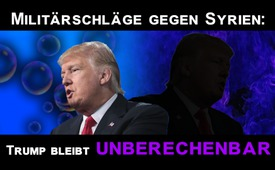 Militärschläge gegen Syrien:
Trump bleibt UNBERECHENBAR